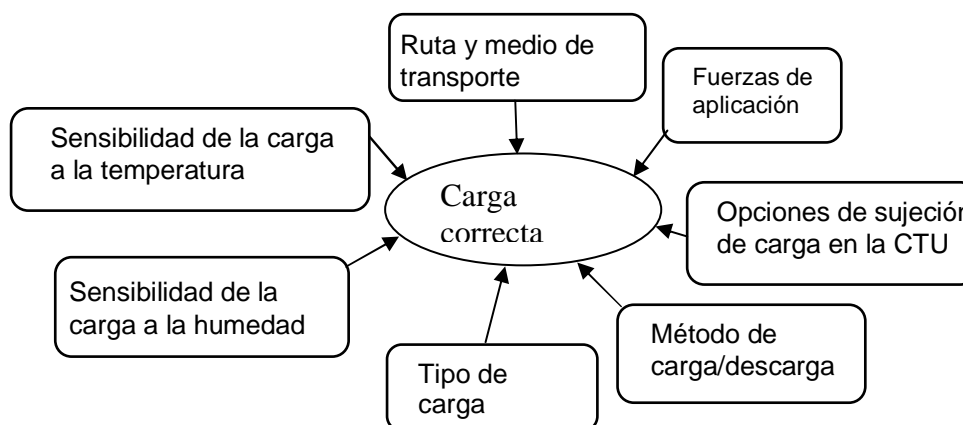 Ruta y medio de
transporte
Fuerzas de
aplicación
Sensibilidad de la carga
a la temperatura
Carga
correcta
Opciones de sujeción
de carga en la CTU
Sensibilidad de la
carga a la humedad
Método de
carga/descarga
Tipo de
carga